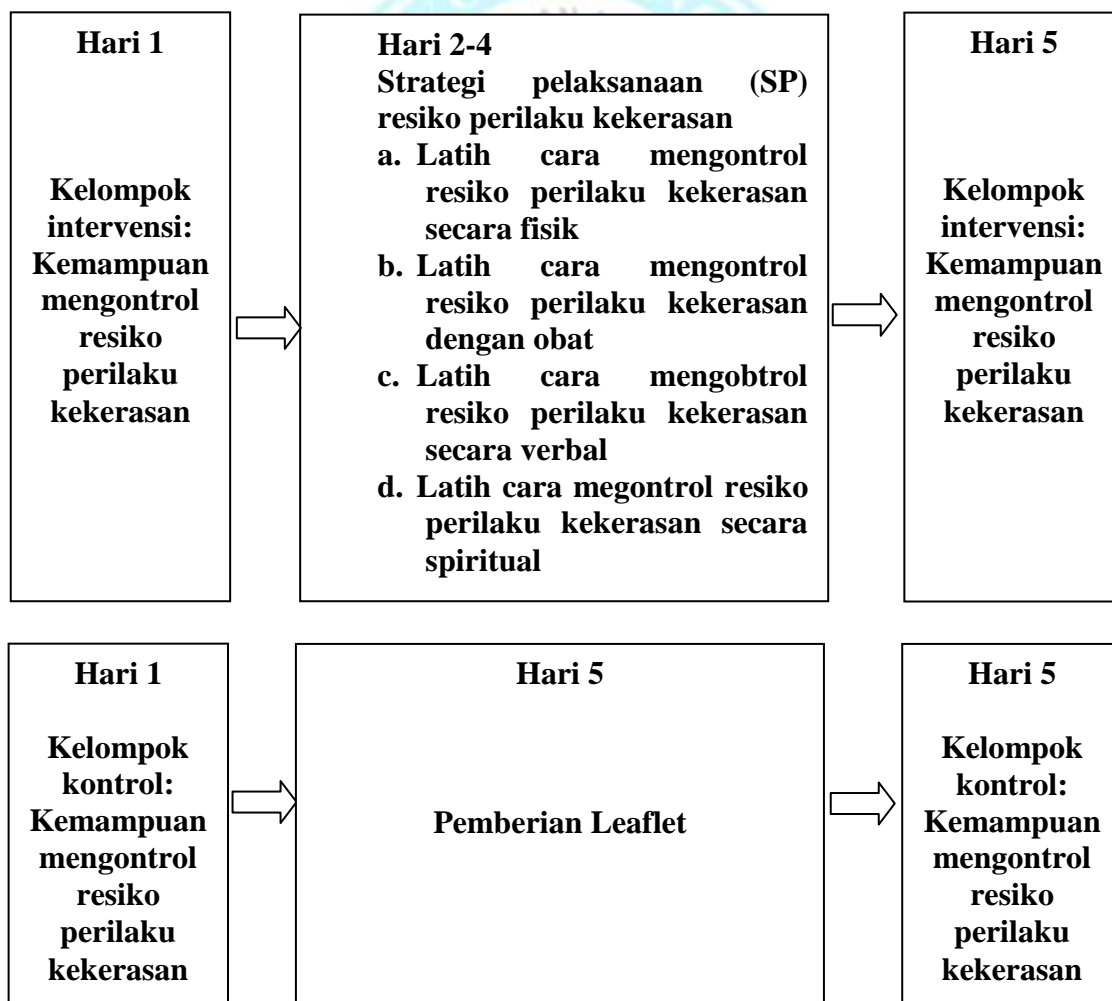 Hari 1
Kelompok
intervensi:
Kemampuan
mengontrol
resiko
perilaku
kekerasan
Hari 2-4
Strategi pelaksanaan (SP)
resiko perilaku kekerasan
a. Latih cara mengontrol
resiko perilaku kekerasan
secara fisik
b. Latih cara mengontrol
resiko perilaku kekerasan
dengan obat
c. Latih cara mengobtrol
resiko perilaku kekerasan
secara verbal
d. Latih cara megontrol resiko
perilaku kekerasan secara
spiritual
Hari 5
Kelompok
intervensi:
Kemampuan
mengontrol
resiko
perilaku
kekerasan
Hari 1
Kelompok
kontrol:
Kemampuan
mengontrol
resiko
perilaku
kekerasan
Hari 5
Pemberian Leaflet
Hari 5
Kelompok
kontrol:
Kemampuan
mengontrol
resiko
perilaku
kekerasan